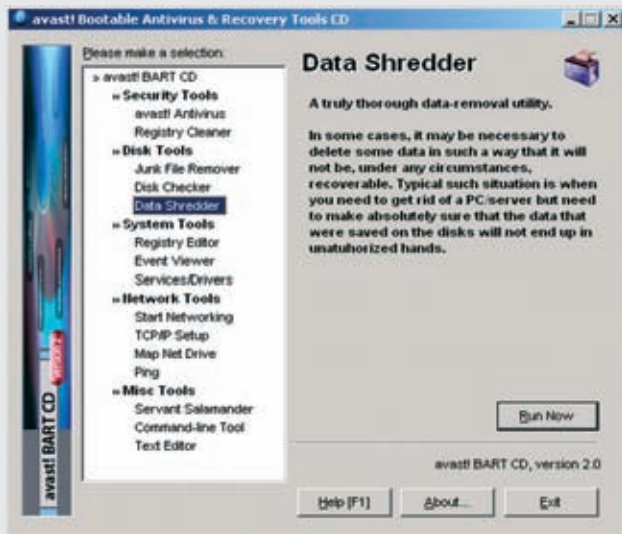 avast! Bootable Antivirus & Recovery Tools CD
Please make a selection:
» avast! BART CD
» Security Tools
avast! Antivirus
Registry Cleaner
» Disk Tools
Junk File Remover
Disk Checker
Data Shredder
» System Tools
Registry Editor
Event Viewer
Services/Drivers
» Network Tools
Start Networking
TCP/IP Setup
Map Net Drive
Ping
» Misc Tools
Servant Salamander
Command-line Tool
Text Editor
Data Shredder
A truly thorough data-removal utility.
In some cases, it may be necessary to
delete some data in such a way that it will
not be, under any circumstances,
recoverable. Typical such situation is when
you need to get rid of a PC/server but need
to make absolutely sure that the data that
were saved on the disks will not end up in
unatuhorized hands.
Run Now
avast! BART CD, version 2.0
Help [F1]
About...
Exit
avast! BART CD
version 2